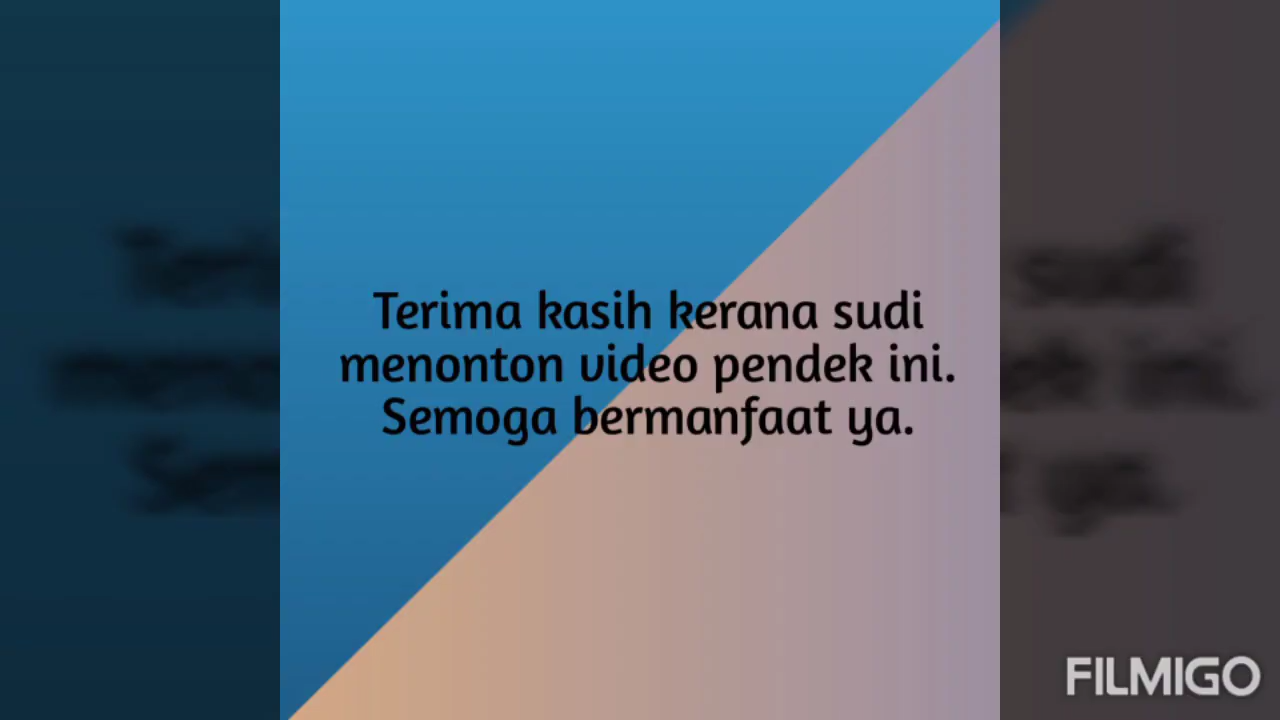 Terima kasih kerana sudi
menonton video pendek ini.
Semoga bermanfaat ya.
FILMIGO